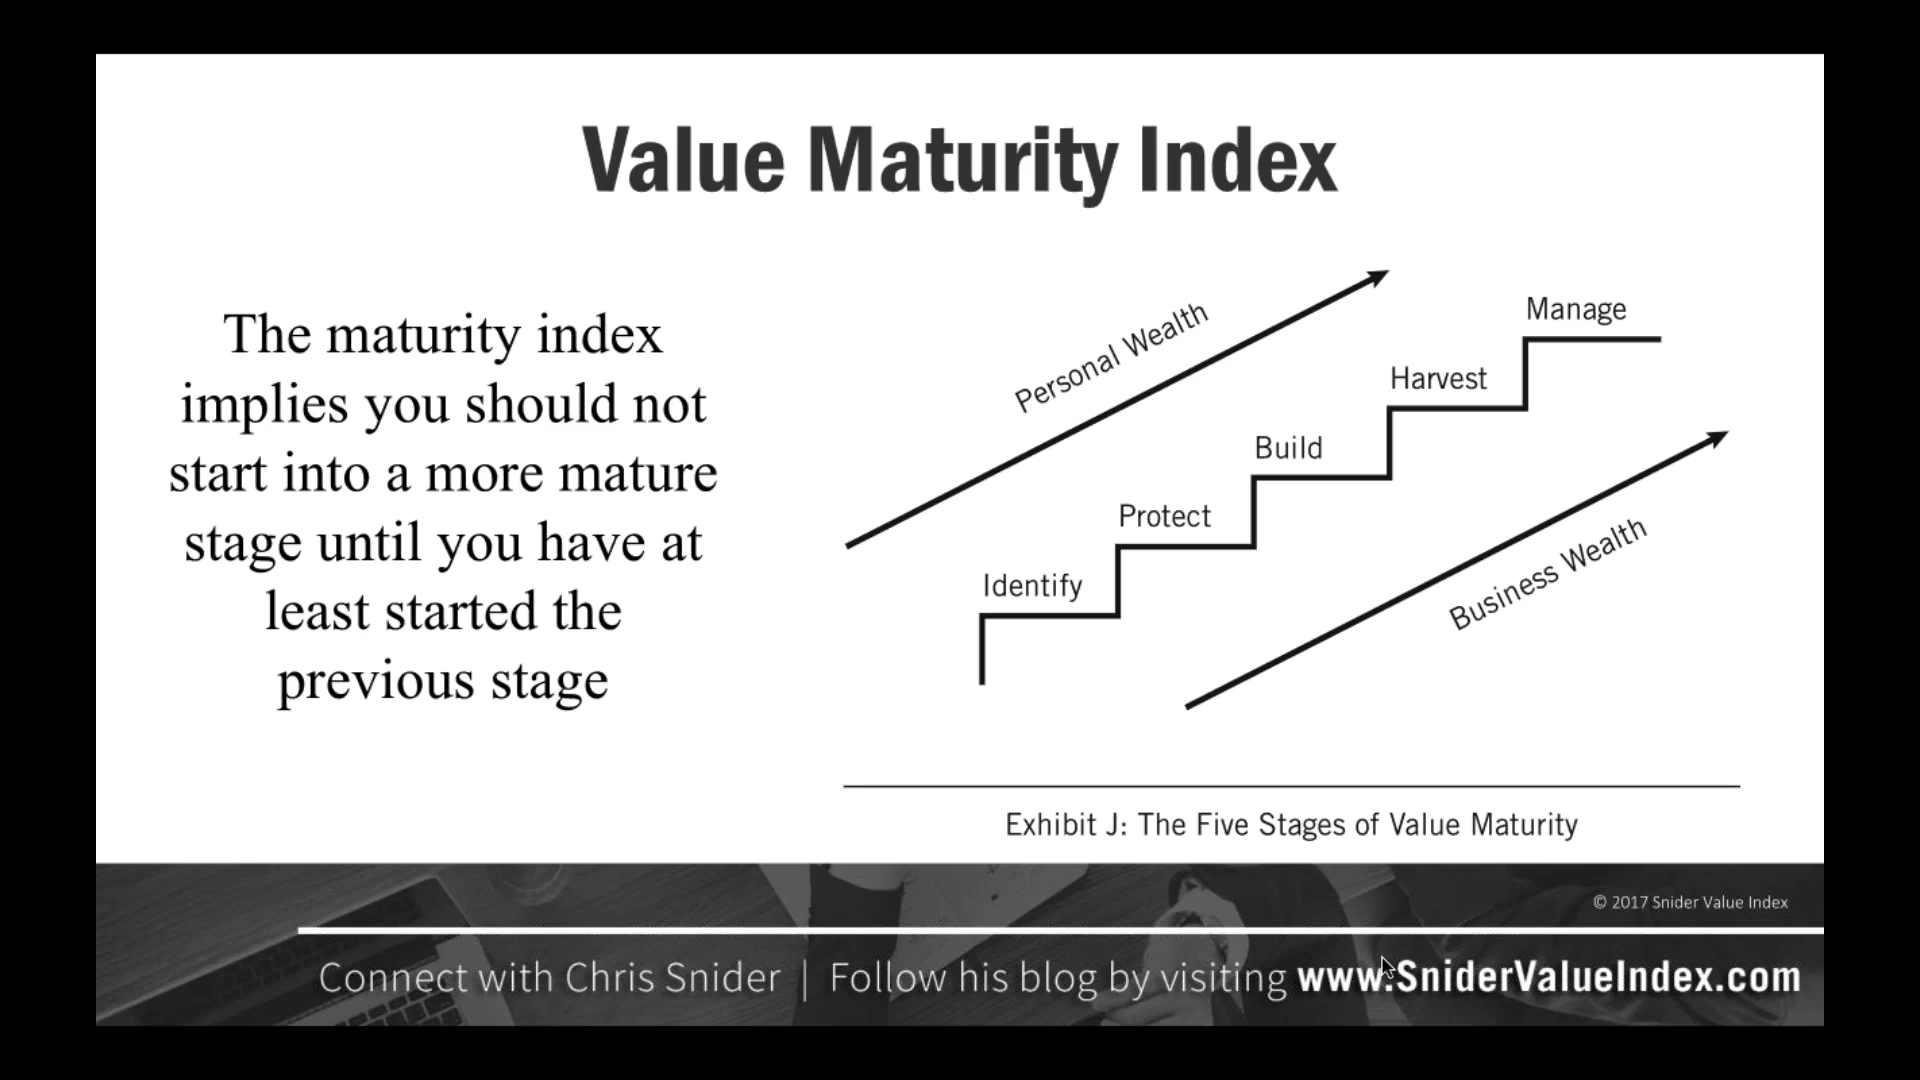 Value Maturity Index
The maturity index
implies you should not
start into a more mature
stage until you have at
least started the
previous stage
Personal Wealth
Manage
Harvest
Build
Protect
Identify
Business Wealth
Exhibit J: The Five Stages of Value Maturity
© 2017 Snider Value Index
Connect with Chris Snider | Follow his blog by visiting www.SniderValueIndex.com